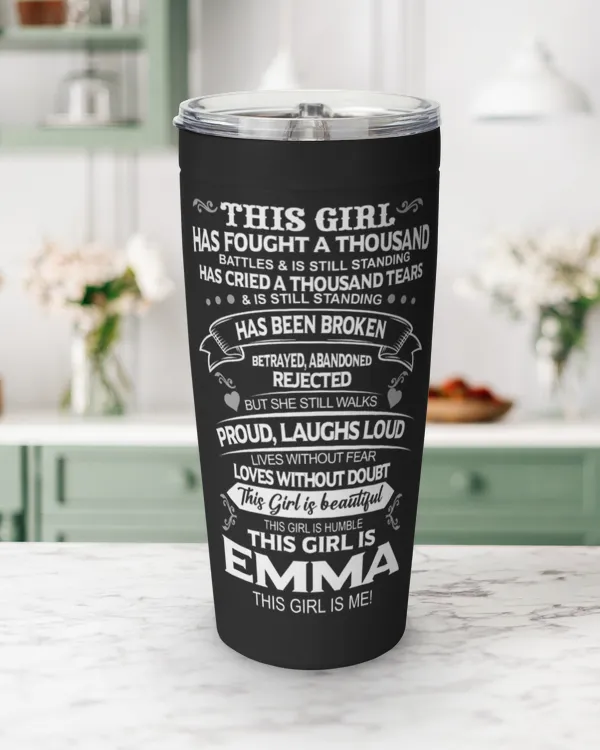 THIS GIRL
HAS FOUGHT A THOUSAND
BATTLES & IS STILL STANDING
HAS CRIED A THOUSAND TEARS
& IS STILL STANDING
HAS BEEN BROKEN
BETRAYED, ABANDONED
REJECTED
BUT SHE STILL WALKS
PROUD, LAUGHS LOUD
LIVES WITHOUT FEAR
LOVES WITHOUT DOUBT
This Girl is beautiful
THIS GIRL IS HUMBLE
THIS GIRL IS
EMMA
THIS GIRL IS ME!